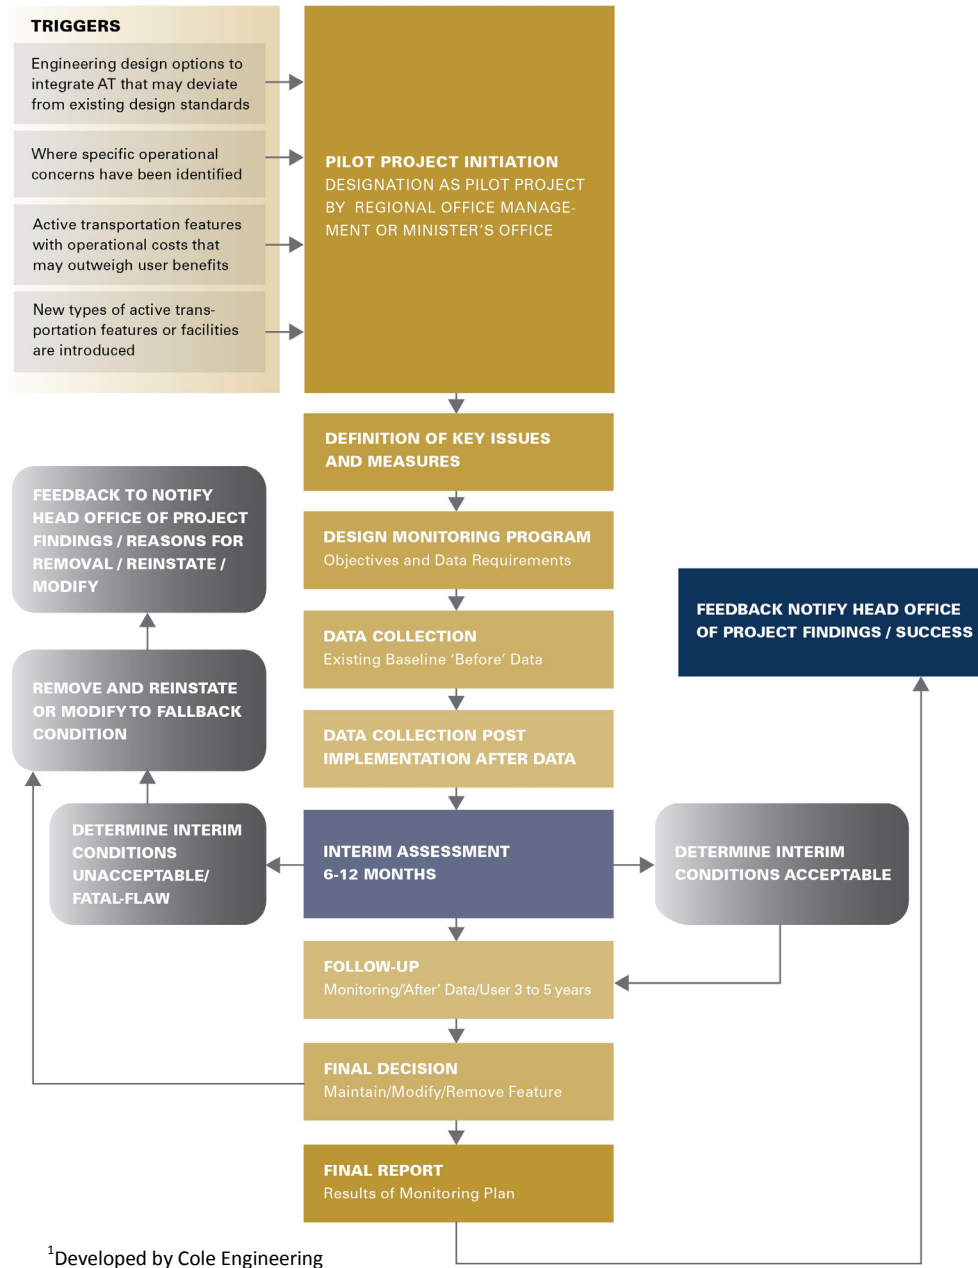 TRIGGERS
Engineering design options to
integrate AT that may deviate
from existing design standards
Where specific operational
concerns have been identified
Active transportation features
with operational costs that
may outweigh user benefits
New types of active trans-
portation features or facilities
are introduced
PILOT PROJECT INITIATION
DESIGNATION AS PILOT PROJECT
BY REGIONAL OFFICE MANAGE-
MENT OR MINISTER'S OFFICE
DEFINITION OF KEY ISSUES
AND MEASURES
DESIGN MONITORING PROGRAM
Objectives and Data Requirements
DATA COLLECTION
Existing Baseline ‘Before’ Data
DATA COLLECTION POST
IMPLEMENTATION AFTER DATA
INTERIM ASSESSMENT
6-12 MONTHS
DETERMINE INTERIM
CONDITIONS
UNACCEPTABLE/
FATAL-FLAW
REMOVE AND REINSTATE
OR MODIFY TO FALLBACK
CONDITION
FEEDBACK TO NOTIFY
HEAD OFFICE OF PROJECT
FINDINGS / REASONS FOR
REMOVAL / REINSTATE /
MODIFY
DETERMINE INTERIM
CONDITIONS ACCEPTABLE
FOLLOW-UP
Monitoring/‘After’ Data/User 3 to 5 years
FINAL DECISION
Maintain/Modify/Remove Feature
FINAL REPORT
Results of Monitoring Plan
FEEDBACK NOTIFY HEAD OFFICE
OF PROJECT FINDINGS / SUCCESS
¹Developed by Cole Engineering